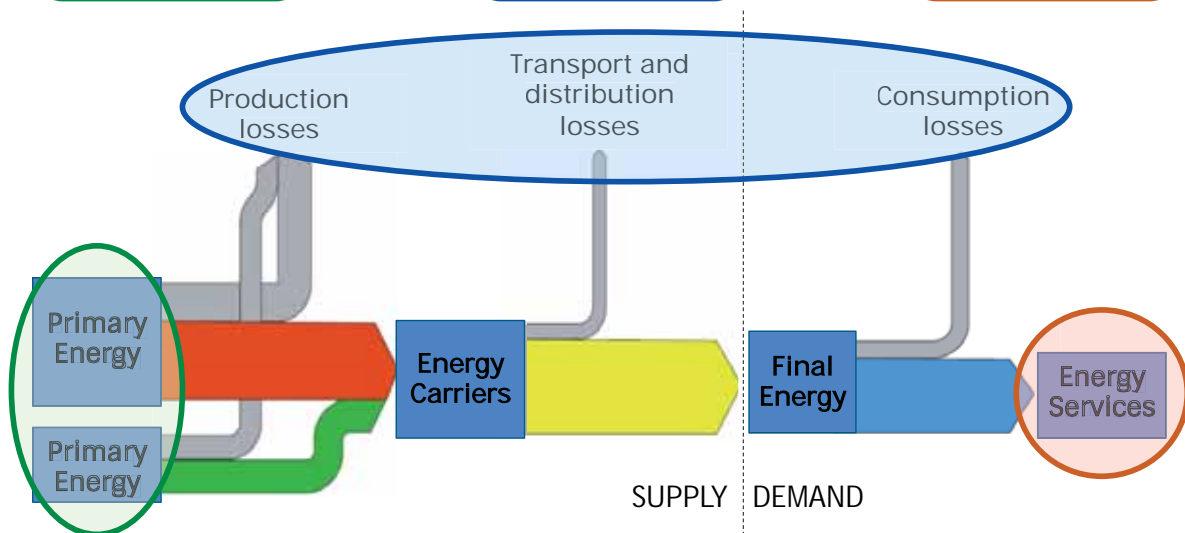 Production
losses
Transport and
distribution
losses
Consumption
losses
Primary
Energy
Primary
Energy
Energy
Carriers
Final
Energy
Energy
Services
SUPPLY
DEMAND